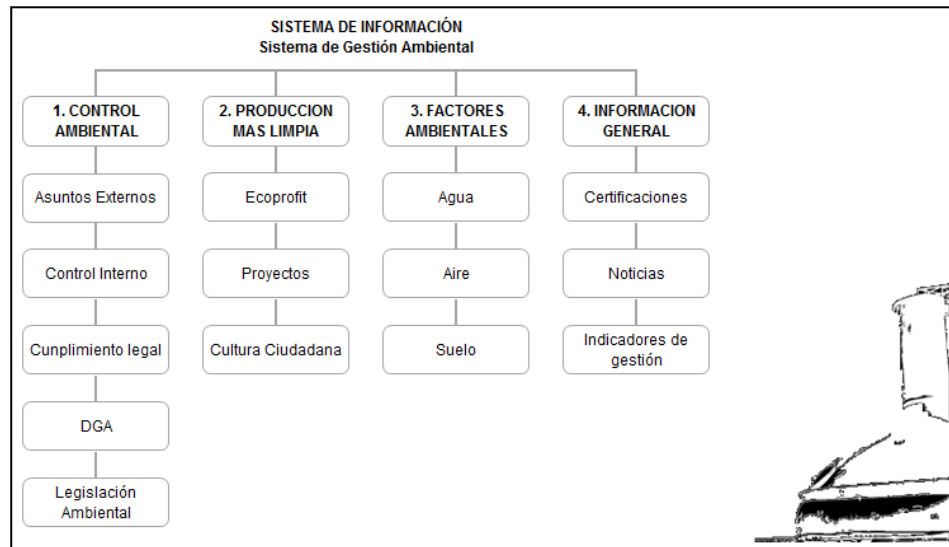 SISTEMA DE INFORMACIÓN
Sistema de Gestión Ambiental
1. CONTROL
AMBIENTAL
Asuntos Externos
Control Interno
Cunplimiento legal
DGA
Legislación
Ambiental
2. PRODUCCION
MAS LIMPIA
Ecoprofit
Proyectos
Cultura Ciudadana
3. FACTORES
AMBIENTALES
Agua
Aire
Suelo
4. INFORMACION
GENERAL
Certificaciones
Noticias
Indicadores de
gestión